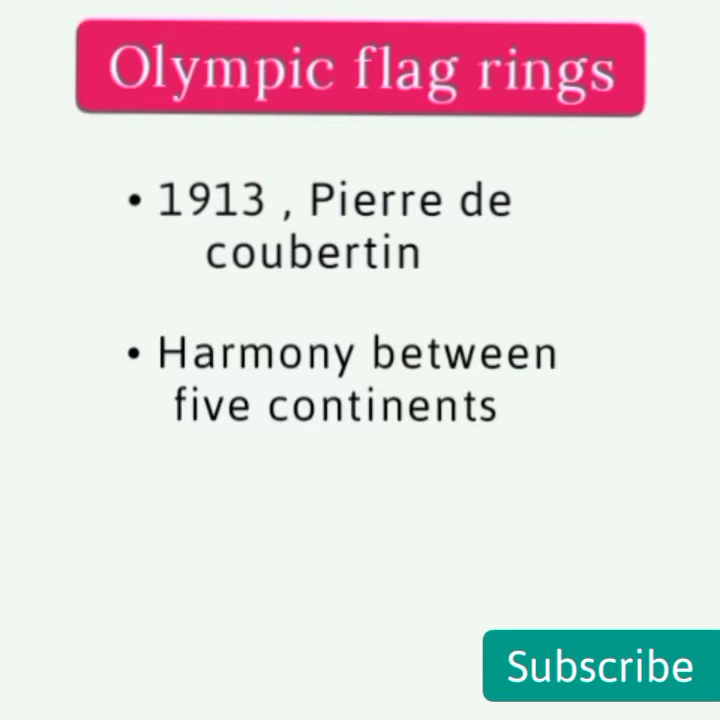 Olympic flag rings
• 1913 , Pierre de
coubertin
• Harmony between
five continents
Subscribe